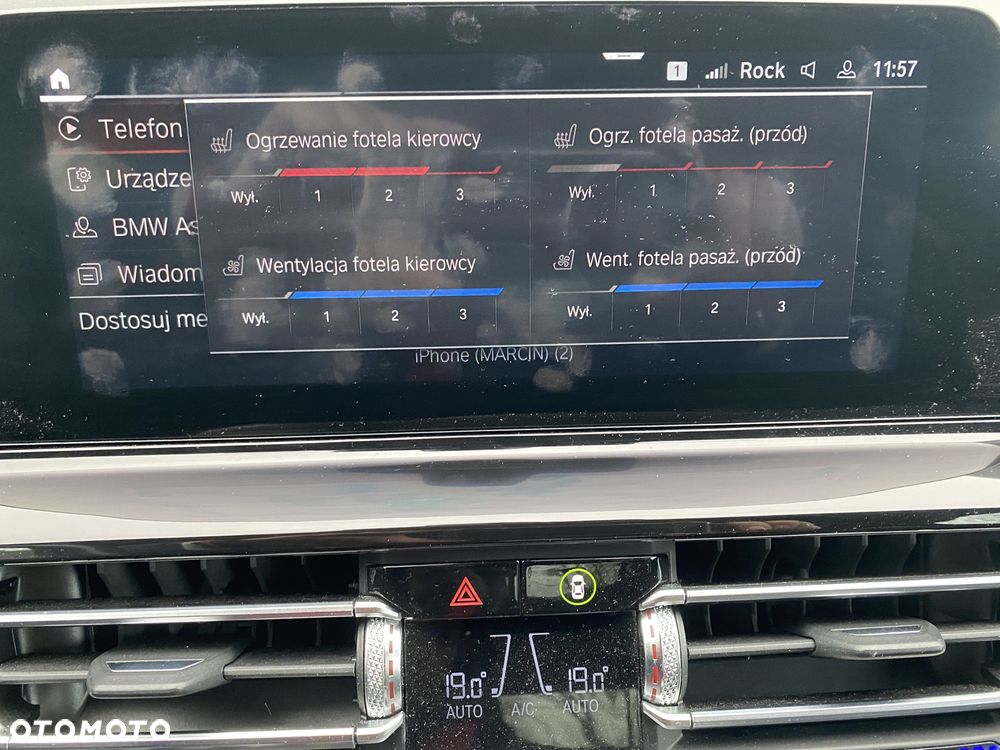 1 Rock 11:57
Telefon
Urządze
BMW As
Wiadom
Dostosuj me
Ogrzewanie fotela kierowcy
Wył. 1 2 3
Ogrz. fotela pasaż. (przód)
Wył. 1 2 3
Wentylacja fotela kierowcy
Wył. 1 2 3
Went. fotela pasaż. (przód)
Wył. 1 2 3
iPhone (MARCIN) (2)
19.0° 19.0°
AUTO A/C AUTO
OTOMOTO